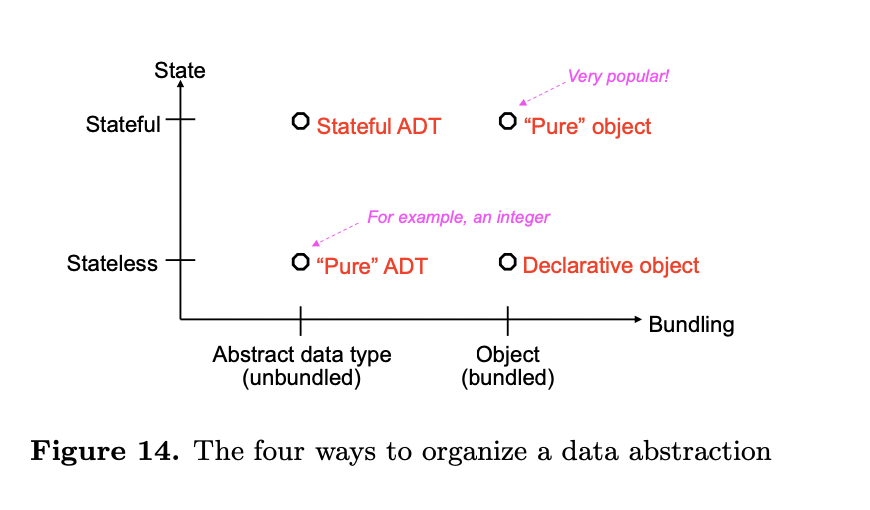 State
Very popular!
Stateful
Stateful ADT
“Pure” object
For example, an integer
Stateless
“Pure” ADT
Declarative object
Bundling
Abstract data type
(unbundled)
Object
(bundled)
Figure 14. The four ways to organize a data abstraction